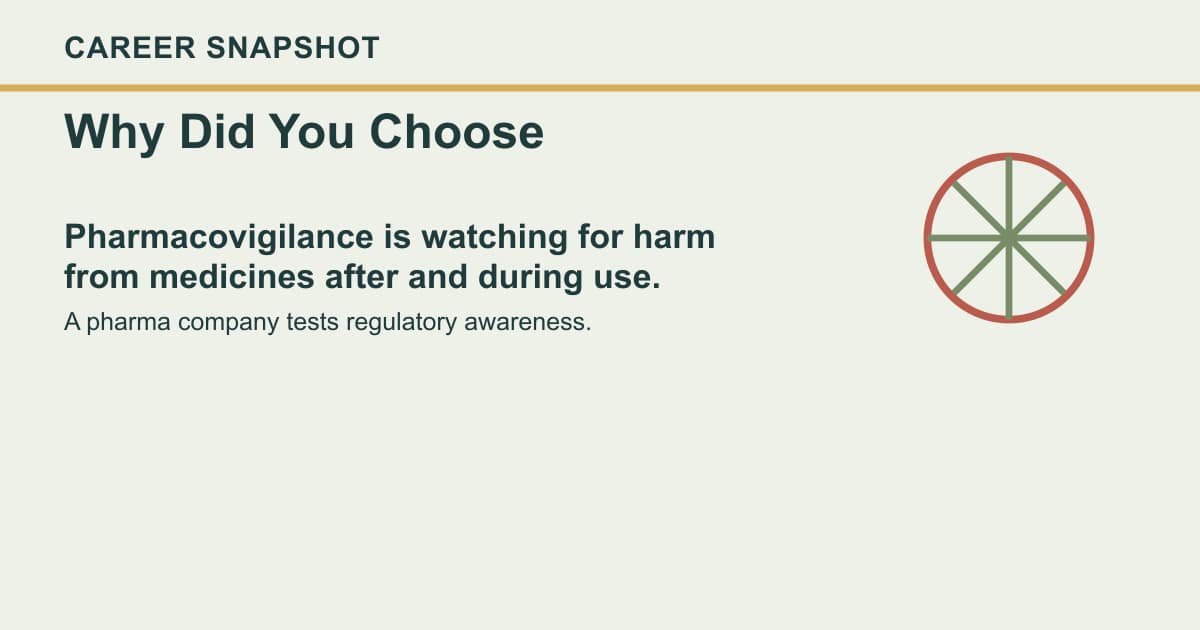 CAREER SNAPSHOT
Why Did You Choose
Pharmacovigilance is watching for harm
from medicines after and during use.
A pharma company tests regulatory awareness.